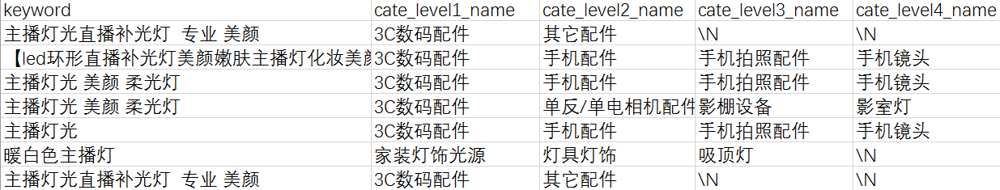 keyword cate_level1_name cate_level2_name cate_level3_name cate_level4_name
主播灯光直播补光灯  专业 美颜 3C数码配件 其它配件 \N \N
【led环形直播补光灯美颜嫩肤主播灯化妆美颜 3C数码配件 手机配件 手机拍照配件 手机镜头
主播灯光 美颜 柔光灯 3C数码配件 手机配件 手机拍照配件 手机镜头
主播灯光 美颜 柔光灯 3C数码配件 单反/单电相机配件 影棚设备 影室灯
主播灯光 3C数码配件 手机配件 手机拍照配件 手机镜头
暖白色主播灯 家装灯饰光源 灯具灯饰 吸顶灯 \N
主播灯光直播补光灯  专业 美颜 3C数码配件 其它配件 \N \N